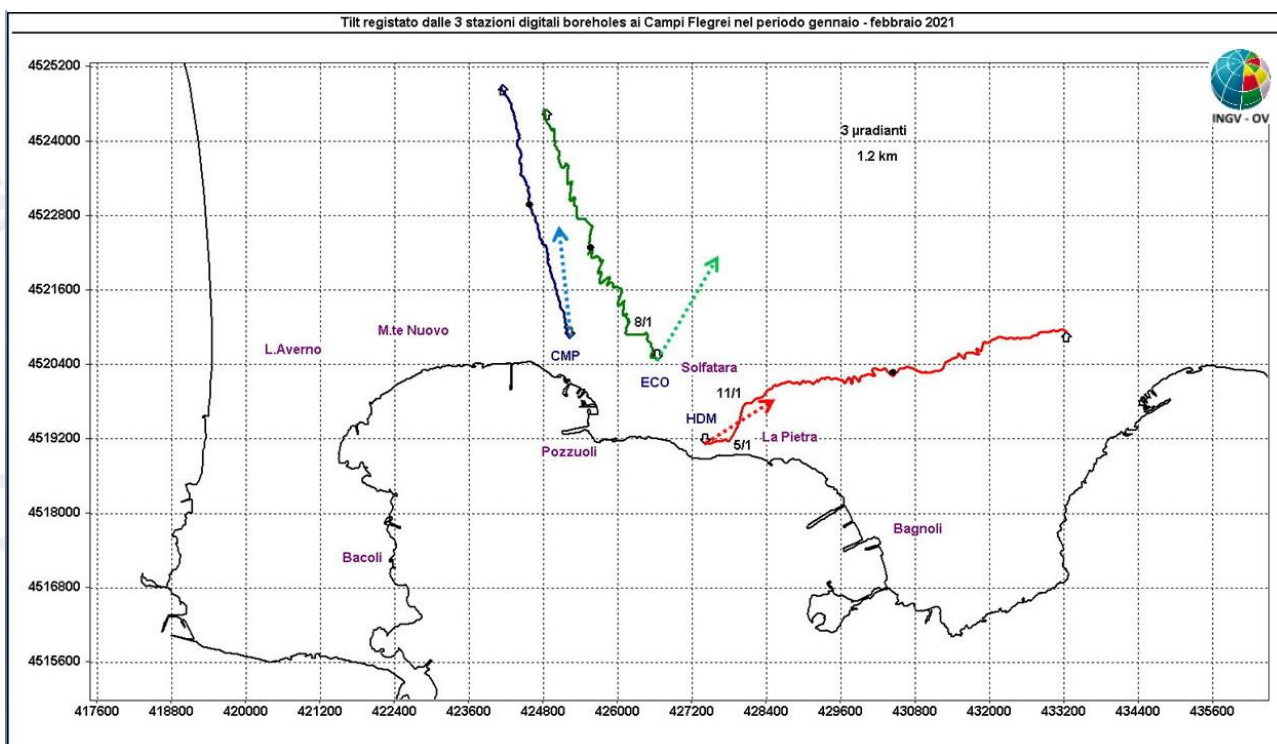 Tilt registato dalle 3 stazioni digitali boreholes ai Campi Flegrei nel periodo gennaio - febbraio 2021
4525200
INGV - OV
3 µradianti
4524000
1.2 km
4522800
4521600
8/1
M.te Nuovo
L.Averno
CMP
4520400
Solfatara
ECO
11/1
HDM
4519200
La Pietra
5/1
Pozzuoli
4518000
Bagnoli
Bacoli
4516800
4515600
417600 418800 420000 421200 422400 423600 424800 426000 427200 428400 429600 430800 432000 433200 434400 435600